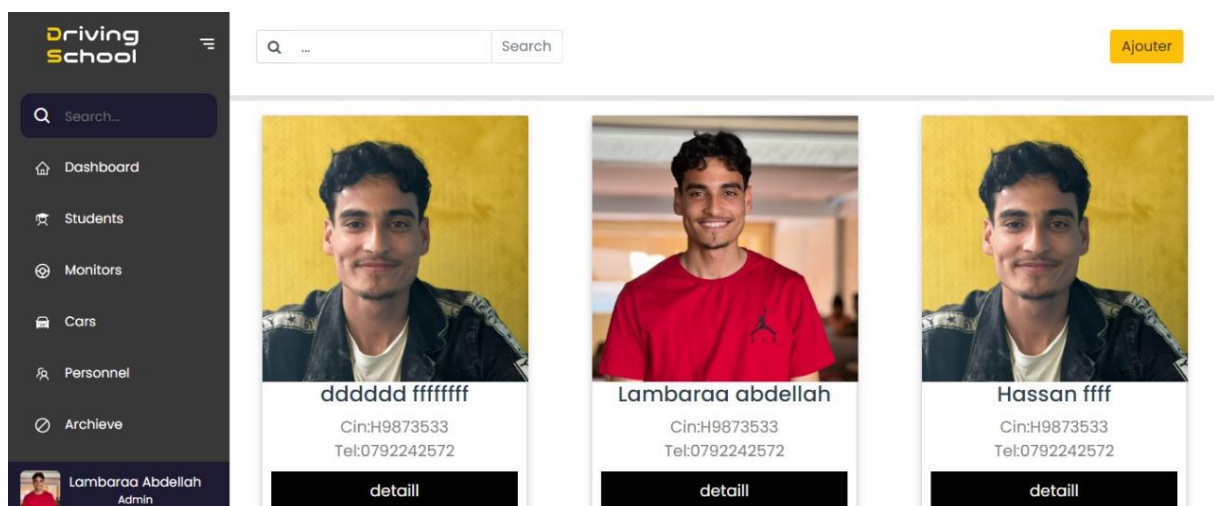 Driving
School
Search...
Dashboard
Students
Monitors
Cars
Personnel
Archieve
Lambaraa Abdellah
Admin
... Search
Ajouter
dddddd ffffffff
Cin:H9873533
Tel:0792242572
detaill
Lambaraa abdellah
Cin:H9873533
Tel:0792242572
detaill
Hassan ffff
Cin:H9873533
Tel:0792242572
detaill